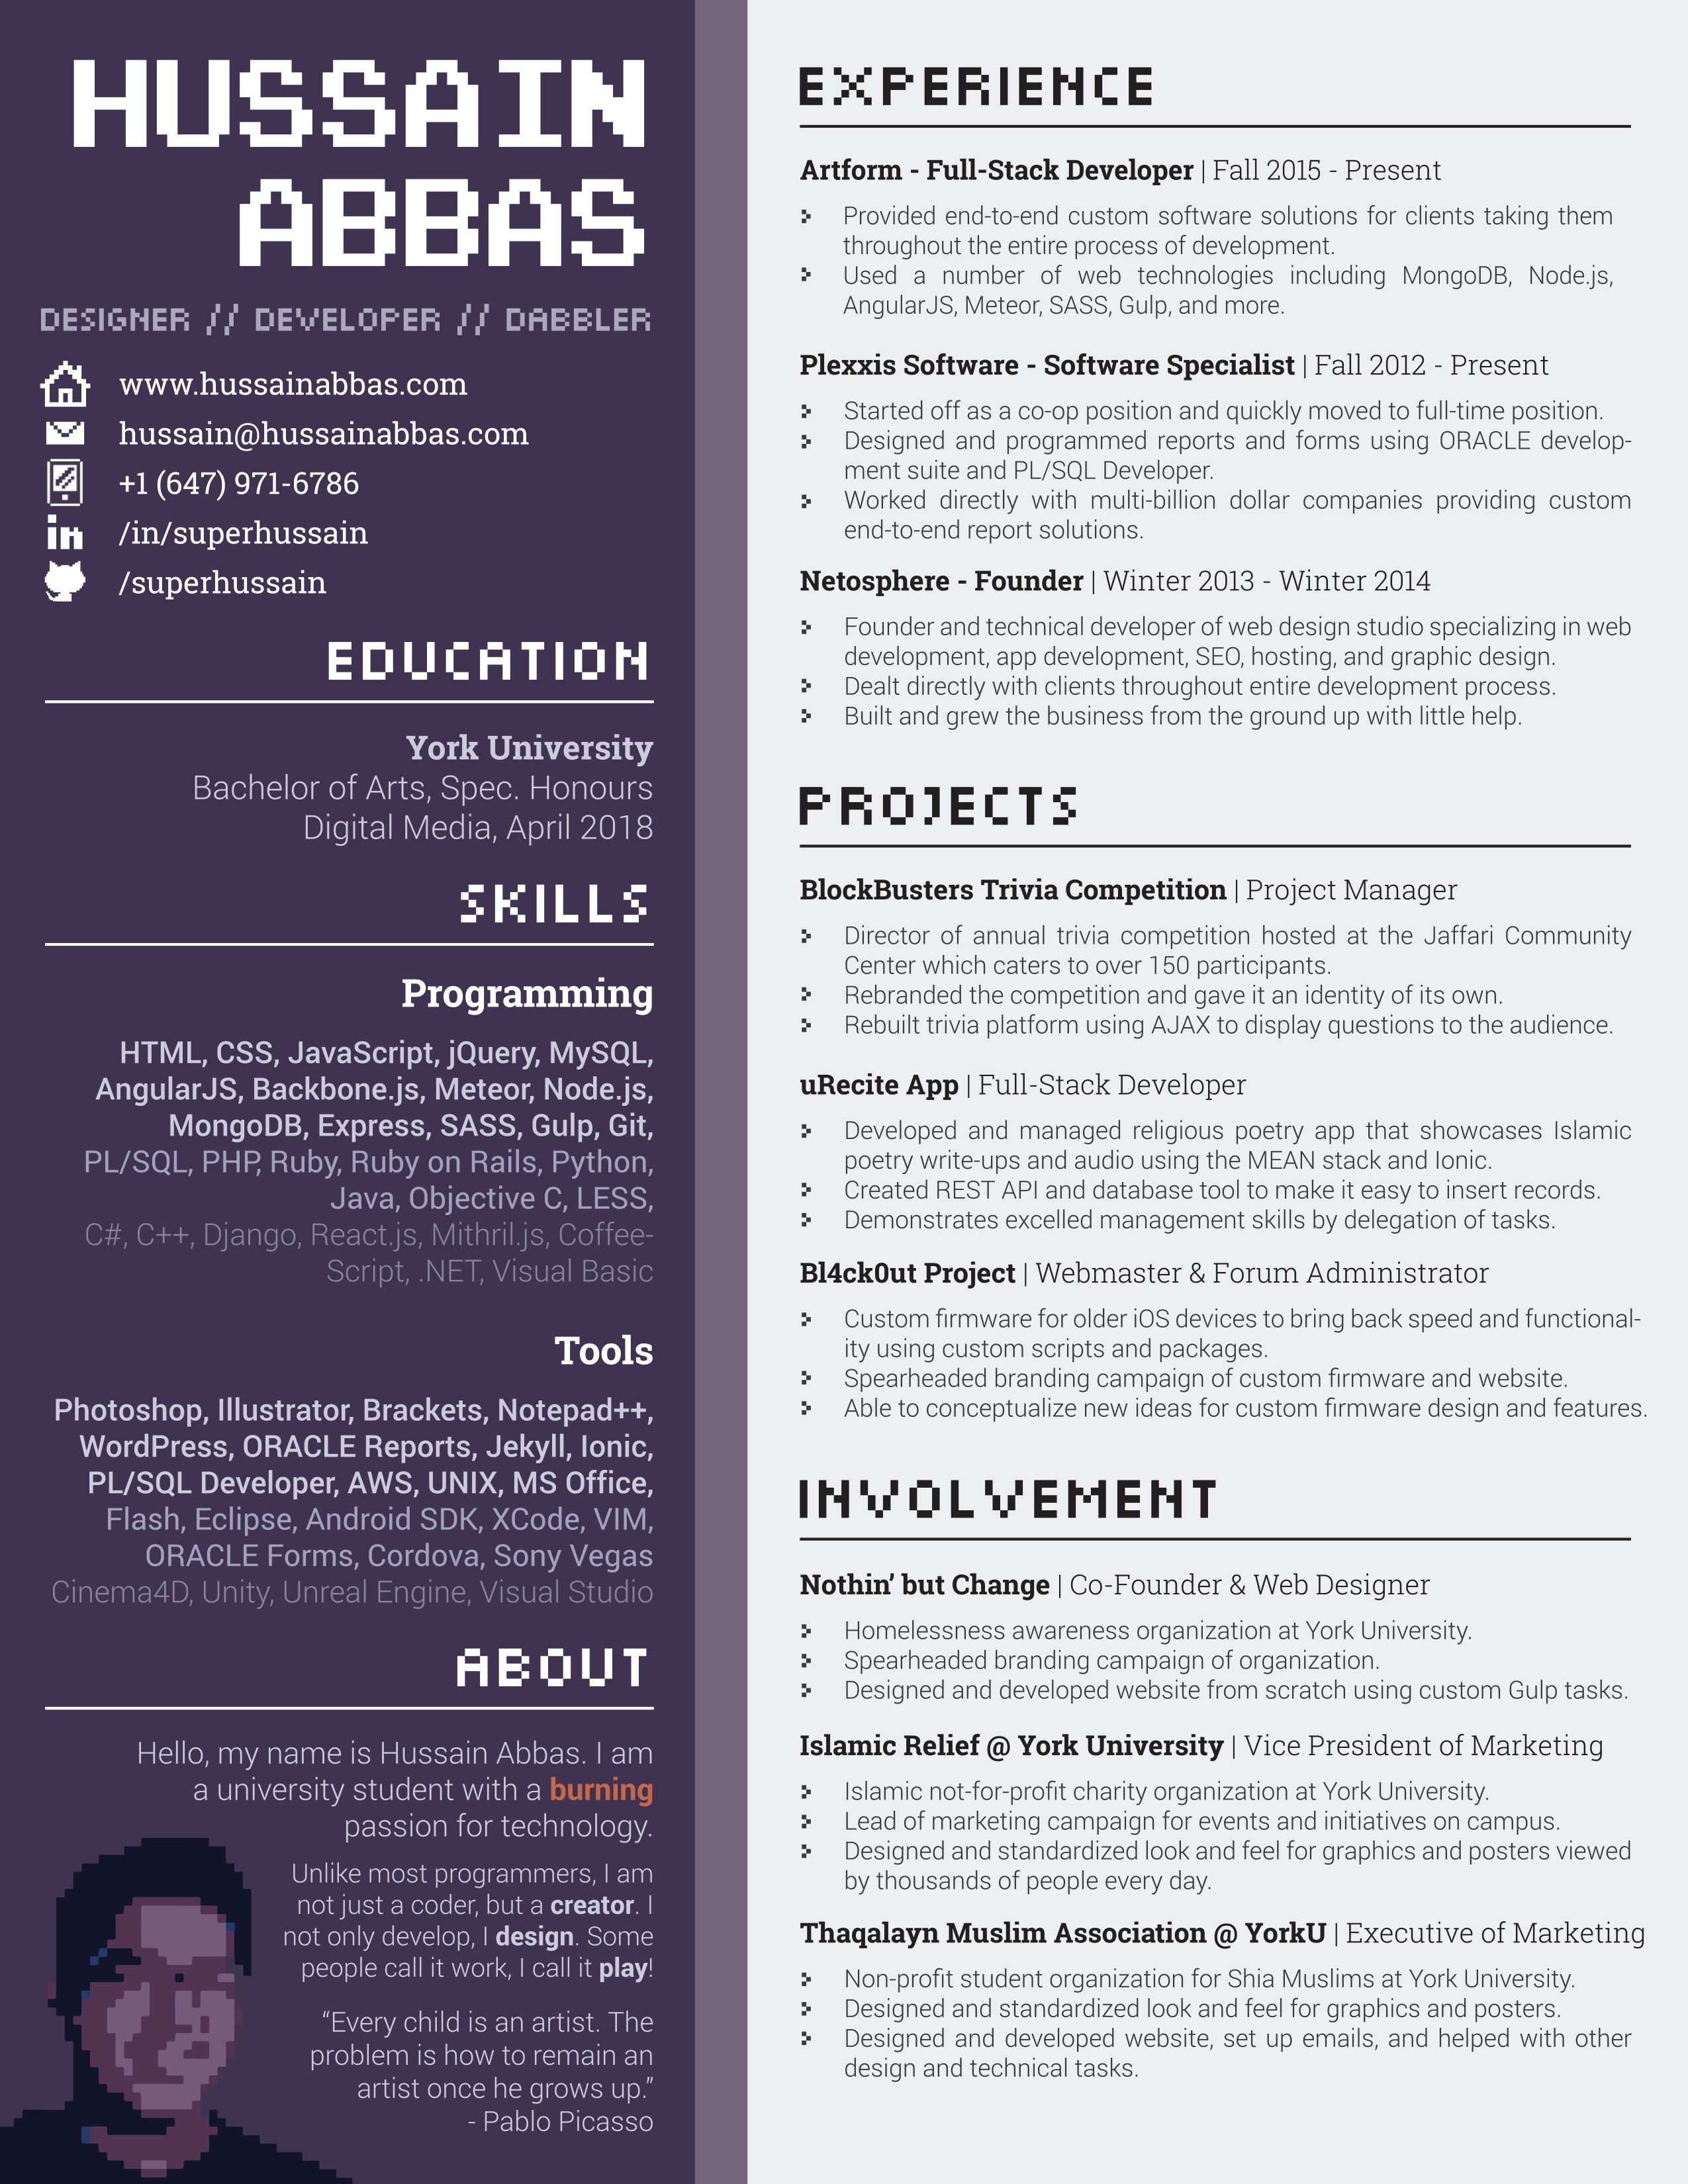 HUSSAIN
ABBAS
DESIGNER // DEVELOPER // DABBLER
www.hussainabbas.com
hussain@hussainabbas.com
+1 (647) 971-6786
in /in/superhussain
/superhussain
EDUCATION
York University
Bachelor of Arts, Spec. Honours
Digital Media, April 2018
SKILLS
Programming
HTML, CSS, JavaScript, jQuery, MySQL,
AngularJS, Backbone.js, Meteor, Node.js,
MongoDB, Express, SASS, Gulp, Git,
PL/SQL, PHP, Ruby, Ruby on Rails, Python,
Java, Objective C, LESS,
C#, C++, Django, React.js, Mithril.js, Coffee-
Script, .NET, Visual Basic
Tools
Photoshop, Illustrator, Brackets, Notepad++,
WordPress, ORACLE Reports, Jekyll, Ionic,
PL/SQL Developer, AWS, UNIX, MS Office,
Flash, Eclipse, Android SDK, XCode, VIM,
ORACLE Forms, Cordova, Sony Vegas
Cinema4D, Unity, Unreal Engine, Visual Studio
ABOUT
Hello, my name is Hussain Abbas. I am
a university student with a burning
passion for technology.
Unlike most programmers, I am
not just a coder, but a creator. I
not only develop, I design. Some
people call it work, I call it play!
“Every child is an artist. The
problem is how to remain an
artist once he grows up.”
- Pablo Picasso
EXPERIENCE
Artform - Full-Stack Developer | Fall 2015 - Present
Provided end-to-end custom software solutions for clients taking them
throughout the entire process of development.
Used a number of web technologies including MongoDB, Node.js,
AngularJS, Meteor, SASS, Gulp, and more.
Plexxis Software - Software Specialist | Fall 2012 - Present
Started off as a co-op position and quickly moved to full-time position.
Designed and programmed reports and forms using ORACLE develop-
ment suite and PL/SQL Developer.
Worked directly with multi-billion dollar companies providing custom
end-to-end report solutions.
Netosphere - Founder | Winter 2013 - Winter 2014
Founder and technical developer of web design studio specializing in web
development, app development, SEO, hosting, and graphic design.
Dealt directly with clients throughout entire development process.
Built and grew the business from the ground up with little help.
PROJECTS
BlockBusters Trivia Competition | Project Manager
Director of annual trivia competition hosted at the Jaffari Community
Center which caters to over 150 participants.
Rebranded the competition and gave it an identity of its own.
Rebuilt trivia platform using AJAX to display questions to the audience.
uRecite App | Full-Stack Developer
Developed and managed religious poetry app that showcases Islamic
poetry write-ups and audio using the MEAN stack and Ionic.
Created REST API and database tool to make it easy to insert records.
Demonstrates excelled management skills by delegation of tasks.
Bl4ck0ut Project | Webmaster & Forum Administrator
Custom firmware for older iOS devices to bring back speed and functional-
ity using custom scripts and packages.
Spearheaded branding campaign of custom firmware and website.
Able to conceptualize new ideas for custom firmware design and features.
INVOLVEMENT
Nothin’ but Change | Co-Founder & Web Designer
Homelessness awareness organization at York University.
Spearheaded branding campaign of organization.
Designed and developed website from scratch using custom Gulp tasks.
Islamic Relief @ York University | Vice President of Marketing
Islamic not-for-profit charity organization at York University.
Lead of marketing campaign for events and initiatives on campus.
Designed and standardized look and feel for graphics and posters viewed
by thousands of people every day.
Thaqalayn Muslim Association @ YorkU | Executive of Marketing
Non-profit student organization for Shia Muslims at York University.
Designed and standardized look and feel for graphics and posters.
Designed and developed website, set up emails, and helped with other
design and technical tasks.